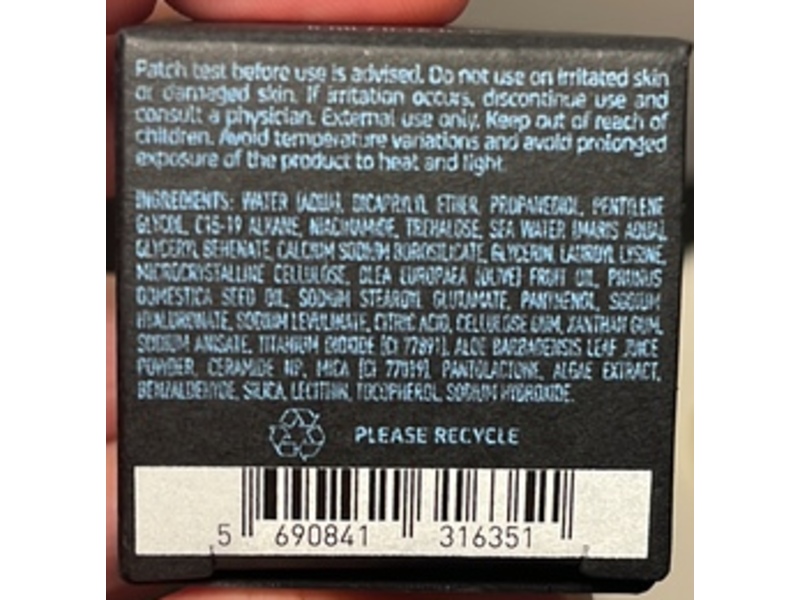 Patch test before use is advised. Do not use on irritated skin
or damaged skin. If irritation occurs, discontinue use and
consult a physician. External use only. Keep out of reach of
children. Avoid temperature variations and avoid prolonged
exposure of the product to heat and light.
INGREDIENTS: WATER (AQUA), DICAPRYLYL ETHER, PROPANEDIOL, PENTYLENE
GLYCOL, C15-19 ALKANE, NIACINAMIDE, TREHALOSE, SEA WATER (MARIS AQUA),
GLYCERYL BEHENATE, CALCIUM SODIUM BOROSILICATE, GLYCERIN, LAUROYL LYSINE,
MICROCRYSTALLINE CELLULOSE, OLEA EUROPAEA (OLIVE) FRUIT OIL, PRUNUS
DOMESTICA SEED OIL, SODIUM STEAROYL GLUTAMATE, PANTHENOL, SODIUM
HYALURONATE, SODIUM LEVULINATE, CITRIC ACID, CELLULOSE GUM, XANTHAN GUM,
SODIUM ANISATE, TITANIUM DIOXIDE (CI 77891), ALOE BARBADENSIS LEAF JUICE
POWDER, CERAMIDE NP, MICA (CI 77019), PANTOLACTONE, ALGAE EXTRACT,
BENZALDEHYDE, SILICA, LECITHIN, TOCOPHEROL, SODIUM HYDROXIDE.
PLEASE RECYCLE
5 690841 316351